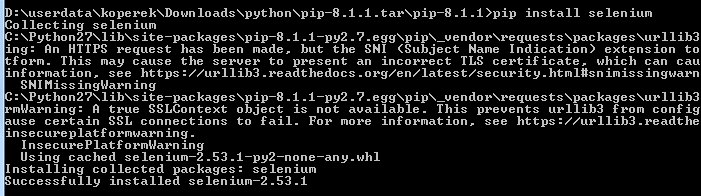 D:\userdata\koperek\Downloads\python\pip-8.1.1.tar\pip-8.1.1>pip install selenium
Collecting selenium
C:\Python27\lib\site-packages\pip-8.1.1-py2.7.egg\pip\_vendor\requests\packages\urllib3
ing: An HTTPS request has been made, but the SNI (Subject Name Indication) extension to
tform. This may cause the server to present an incorrect TLS certificate, which can cau
information, see https://urllib3.readthedocs.org/en/latest/security.html#snimissingwarn
  SNIMissingWarning
C:\Python27\lib\site-packages\pip-8.1.1-py2.7.egg\pip\_vendor\requests\packages\urllib3
rmWarning: A true SSLContext object is not available. This prevents urllib3 from config
ause certain SSL connections to fail. For more information, see https://urllib3.readthe
insecureplatformwarning.
  InsecurePlatformWarning
  Using cached selenium-2.53.1-py2-none-any.whl
Installing collected packages: selenium
Successfully installed selenium-2.53.1